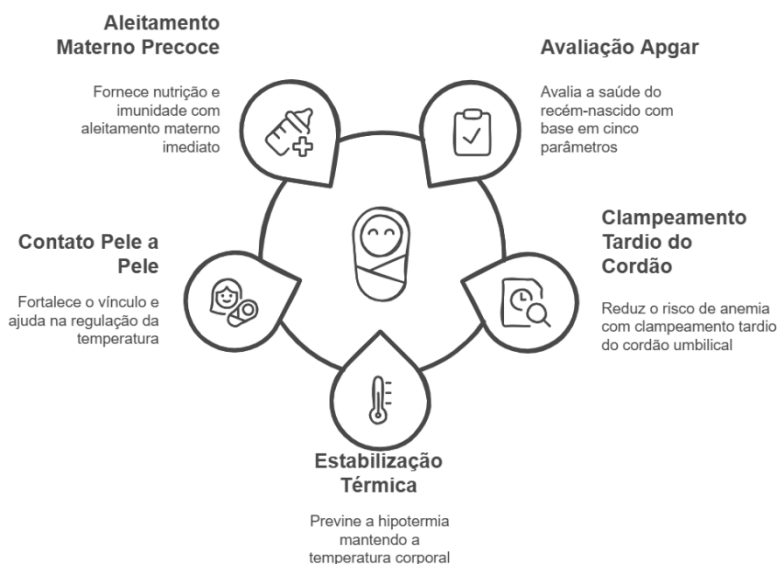 Aleitamento
Materno Precoce
Fornece nutrição e
imunidade com
aleitamento materno
imediato
Avaliação Apgar
Avalia a saúde do
recém-nascido com
base em cinco
parâmetros
Contato Pele a
Pele
Fortalece o vínculo e
ajuda na regulação da
temperatura
Clampeamento
Tardio do
Cordão
Reduz o risco de anemia
com clampeamento tardio
do cordão umbilical
Estabilização
Térmica
Previne a hipotermia
mantendo a
temperatura corporal